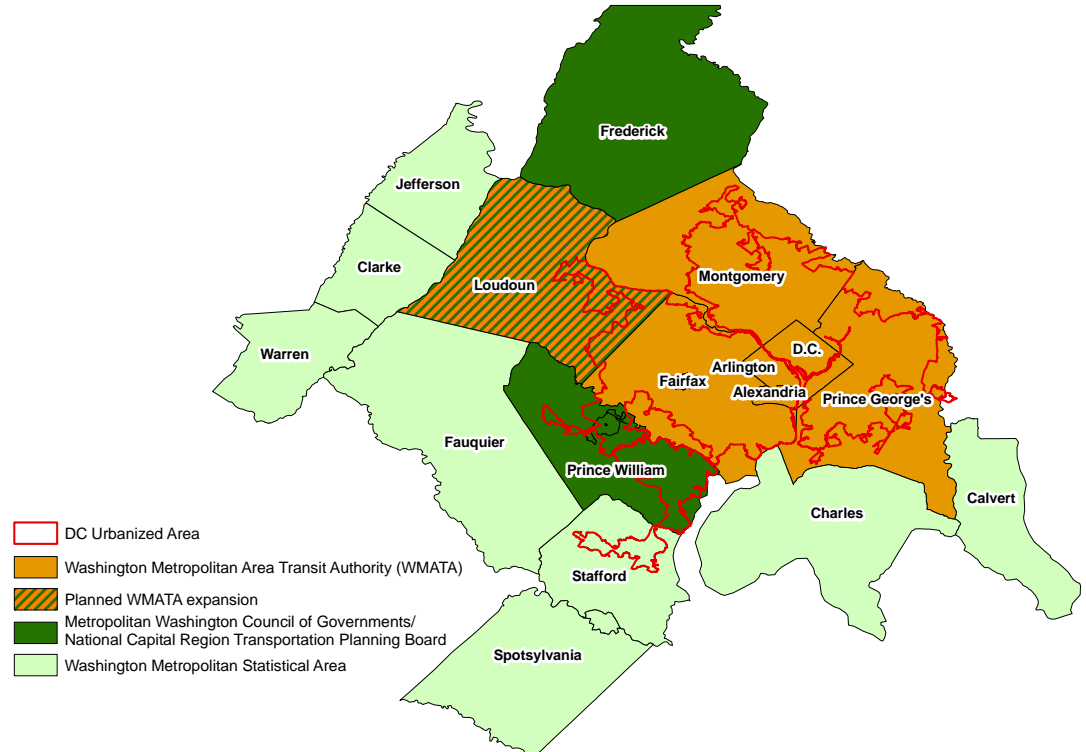 Frederick
Jefferson
Clarke
Loudoun
Montgomery
Warren
D.C.
Arlington
Fairfax
Alexandria
Prince George's
Fauquier
Prince William
Calvert
Charles
Stafford
Spotsylvania
DC Urbanized Area
Washington Metropolitan Area Transit Authority (WMATA)
Planned WMATA expansion
Metropolitan Washington Council of Governments/
National Capital Region Transportation Planning Board
Washington Metropolitan Statistical Area